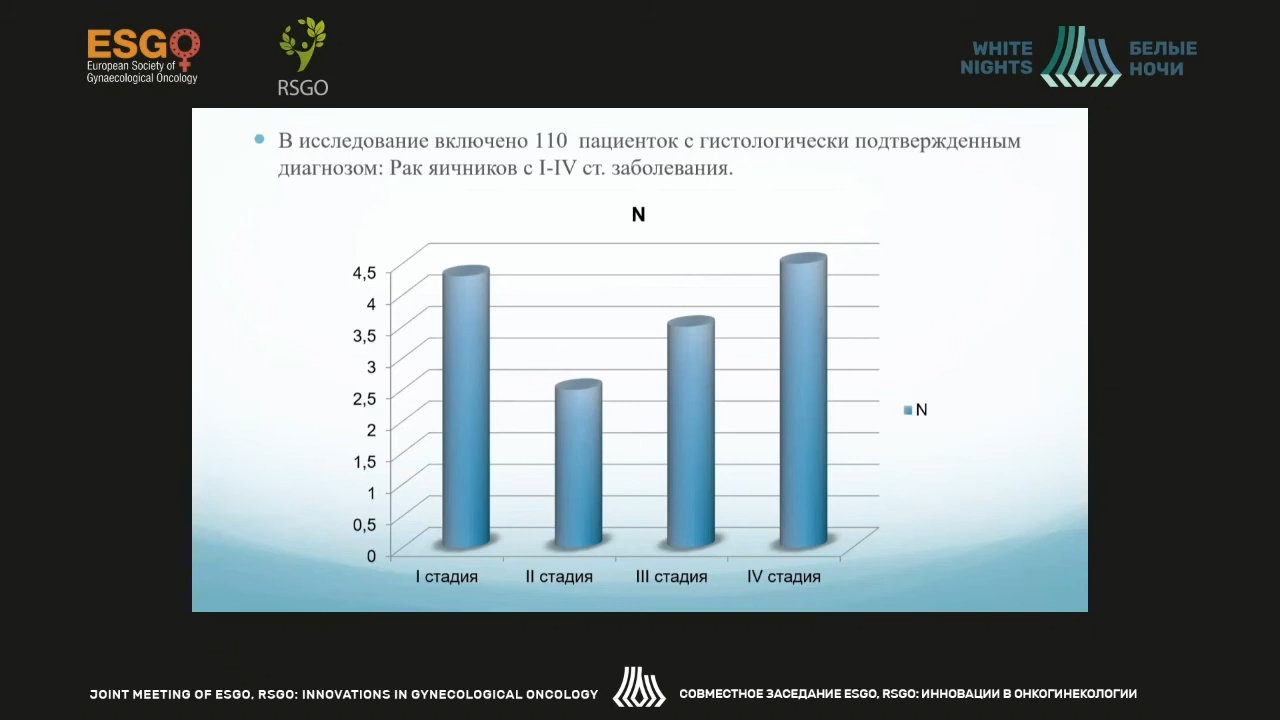 ESGO
European Society of
Gynaecological Oncology
RSGO
WHITE
NIGHTS
БЕЛЫЕ
НОЧИ
В исследование включено 110 пациенток с гистологически подтвержденным
диагнозом: Рак яичников с I-IV ст. заболевания.
N
4,5
4
3,5
3
2,5
2
1,5
1
0,5
0
I стадия
II стадия
III стадия
IV стадия
N
JOINT MEETING OF ESGO, RSGO: INNOVATIONS IN GYNECOLOGICAL ONCOLOGY
СОВМЕСТНОЕ ЗАСЕДАНИЕ ESGO, RSGO: ИННОВАЦИИ В ОНКОГИНЕКОЛОГИИ